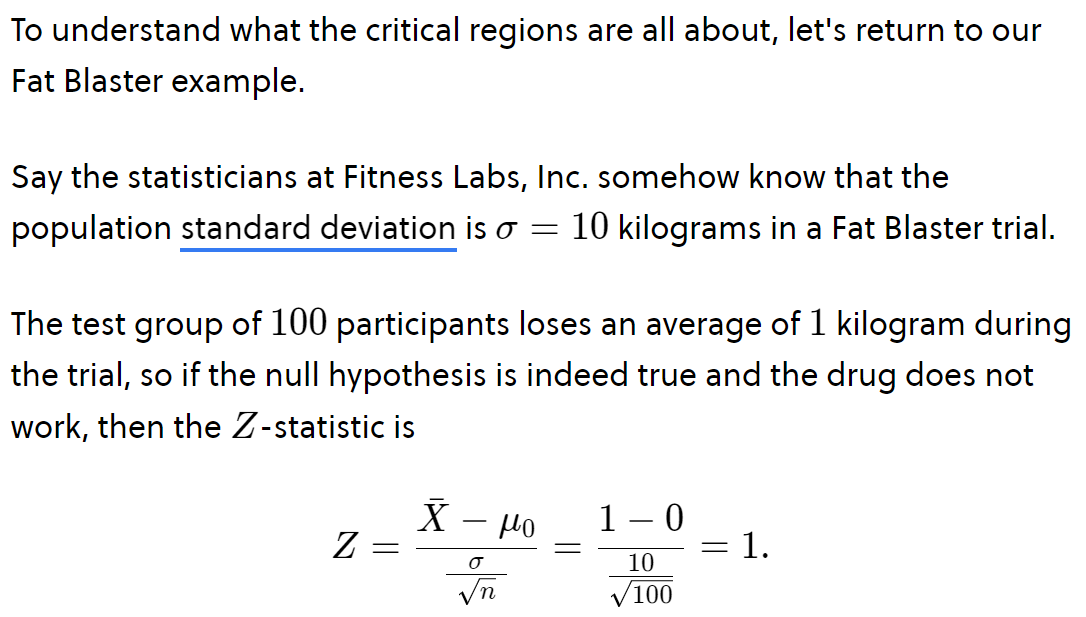 To understand what the critical regions are all about, let's return to our
Fat Blaster example.
Say the statisticians at Fitness Labs, Inc. somehow know that the
population standard deviation is σ = 10 kilograms in a Fat Blaster trial.
The test group of 100 participants loses an average of 1 kilogram during
the trial, so if the null hypothesis is indeed true and the drug does not
work, then the Z-statistic is
Z = \frac{\bar{X} - \mu_0}{\frac{\sigma}{\sqrt{n}}} = \frac{1 - 0}{\frac{10}{\sqrt{100}}} = 1.